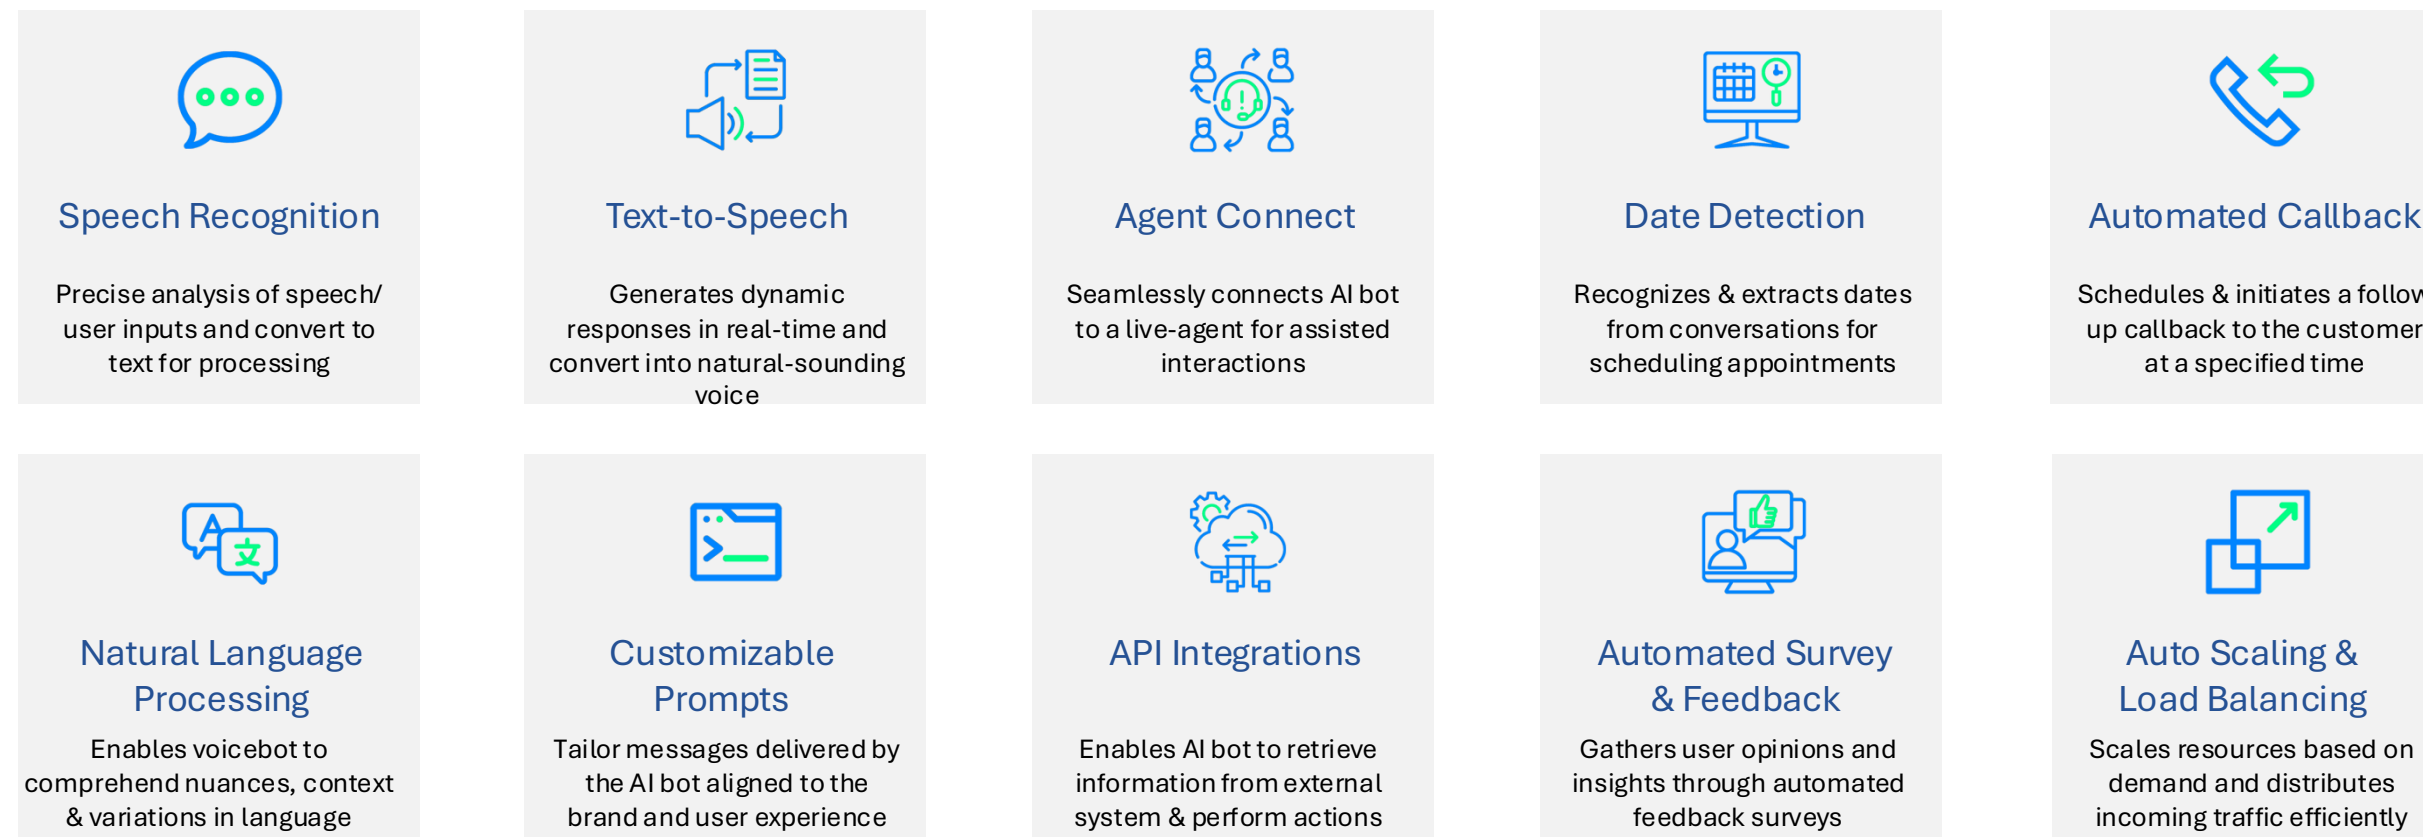 Speech Recognition
Precise analysis of speech/
user inputs and convert to
text for processing
Text-to-Speech
Generates dynamic
responses in real-time and
convert into natural-sounding
voice
Agent Connect
Seamlessly connects AI bot
to a live-agent for assisted
interactions
Date Detection
Recognizes & extracts dates
from conversations for
scheduling appointments
Automated Callback
Schedules & initiates a follow
up callback to the customer
at a specified time
Natural Language
Processing
Enables voicebot to
comprehend nuances, context
& variations in language
Customizable
Prompts
Tailor messages delivered by
the AI bot aligned to the
brand and user experience
API Integrations
Enables AI bot to retrieve
information from external
system & perform actions
Automated Survey
& Feedback
Gathers user opinions and
insights through automated
feedback surveys
Auto Scaling &
Load Balancing
Scales resources based on
demand and distributes
incoming traffic efficiently
A
文